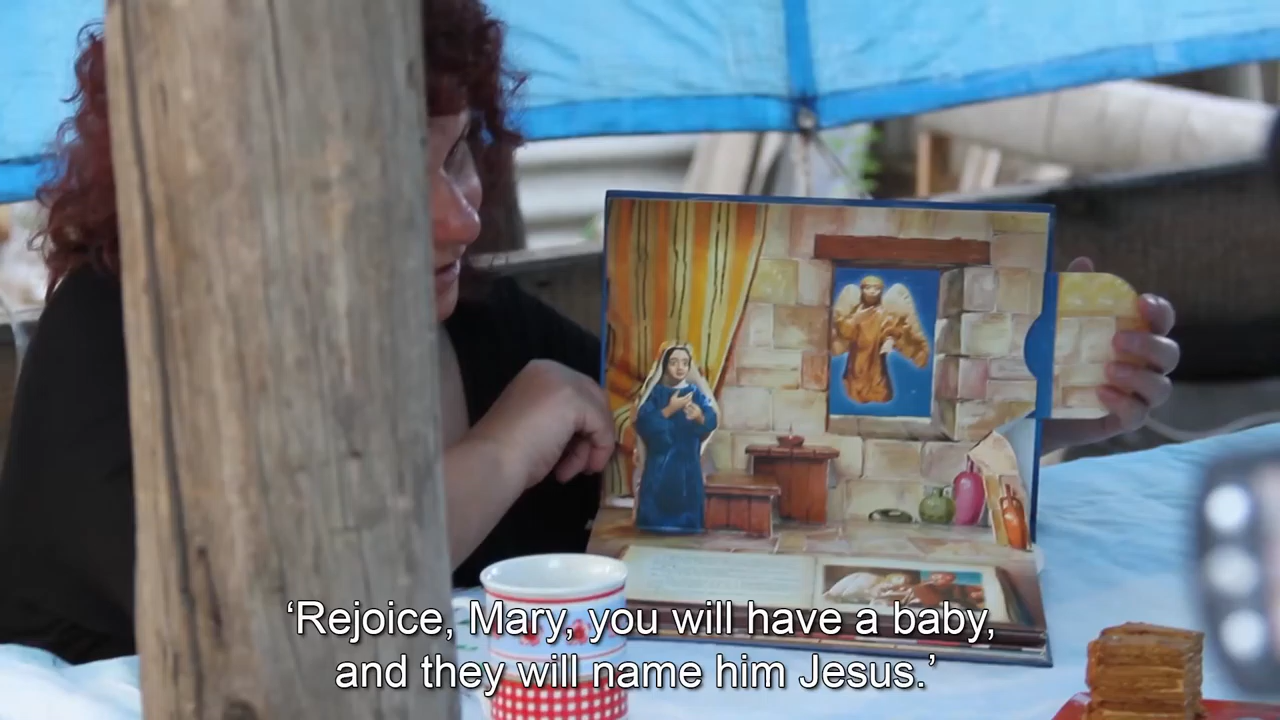 ‘Rejoice, Mary, you will have a baby,
and they will name him Jesus.’